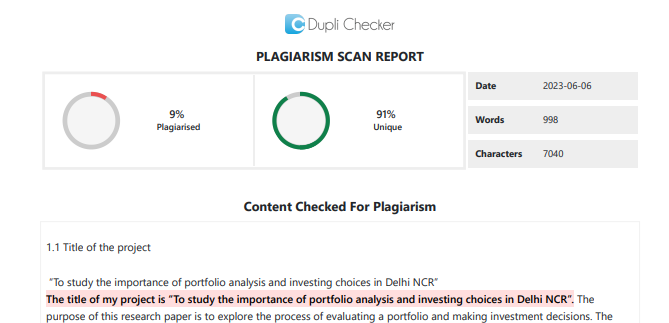 Dupli Checker
PLAGIARISM SCAN REPORT
9%
Plagiarised
91%
Unique
Date 2023-06-06
Words 998
Characters 7040
Content Checked For Plagiarism
1.1 Title of the project
"To study the importance of portfolio analysis and investing choices in Delhi NCR"
The title of my project is "To study the importance of portfolio analysis and investing choices in Delhi NCR". The
purpose of this research paper is to explore the process of evaluating a portfolio and making investment decisions. The